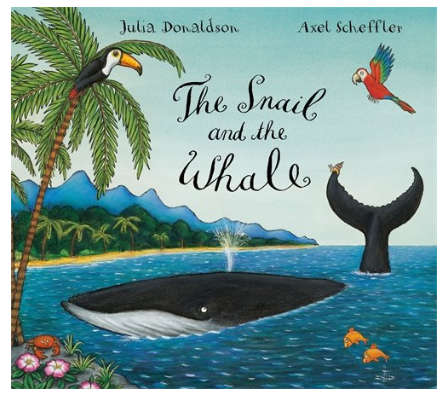 Julia Donaldson Axel Scheffler
The Snail
and the
Whale